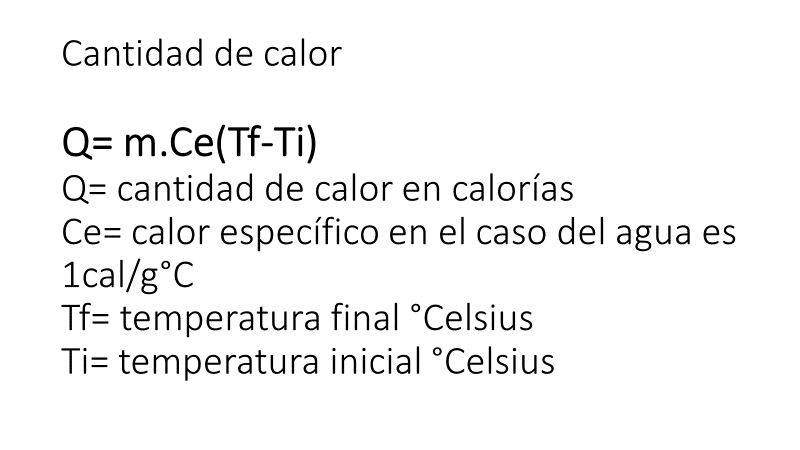 Cantidad de calor
Q= m.Ce(Tf-Ti)
Q= cantidad de calor en calorías
Ce= calor específico en el caso del agua es
1cal/g°C
Tf= temperatura final °Celsius
Ti= temperatura inicial °Celsius